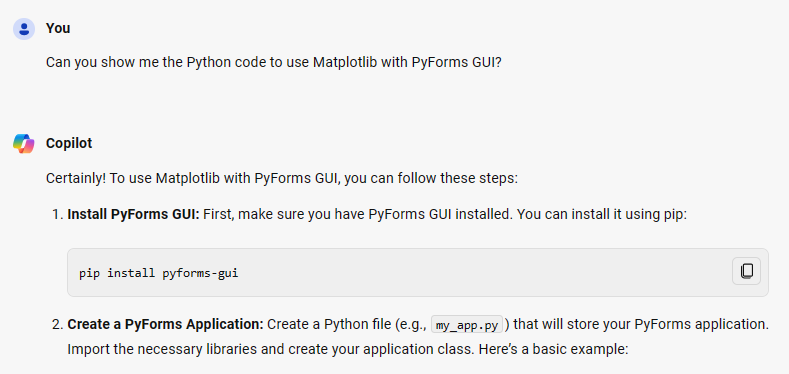 You
Can you show me the Python code to use Matplotlib with PyForms GUI?
Copilot
Certainly! To use Matplotlib with PyForms GUI, you can follow these steps:
1. Install PyForms GUI: First, make sure you have PyForms GUI installed. You can install it using pip:
pip install pyforms-gui
2. Create a PyForms Application: Create a Python file (e.g., my_app.py) that will store your PyForms application.
Import the necessary libraries and create your application class. Here's a basic example: